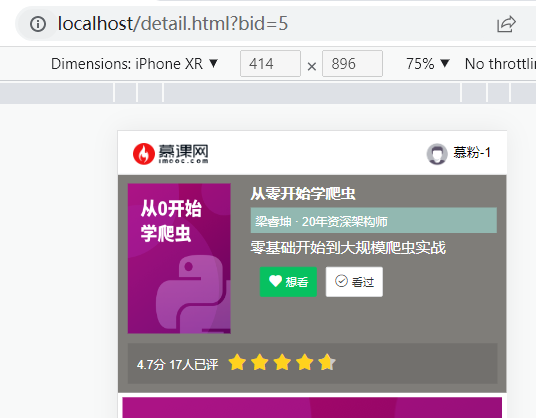 localhost/detail.html?bid=5
Dimensions: iPhone XR ▼ 414 × 896 75% ▼ No throttlin
慕课网
imooc.com
慕粉-1
从0开始
学爬虫
从零开始学爬虫
梁睿坤 · 20年资深架构师
零基础开始到大规模爬虫实战
想看 看过
4.7分 17人已评